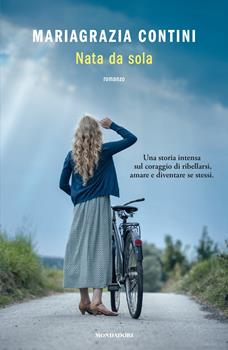 MARIAGRAZIA CONTINI
Nata da sola
romanzo
Una storia intensa
sul coraggio di ribellarsi,
amare e diventare se stessi.
MONDADORI